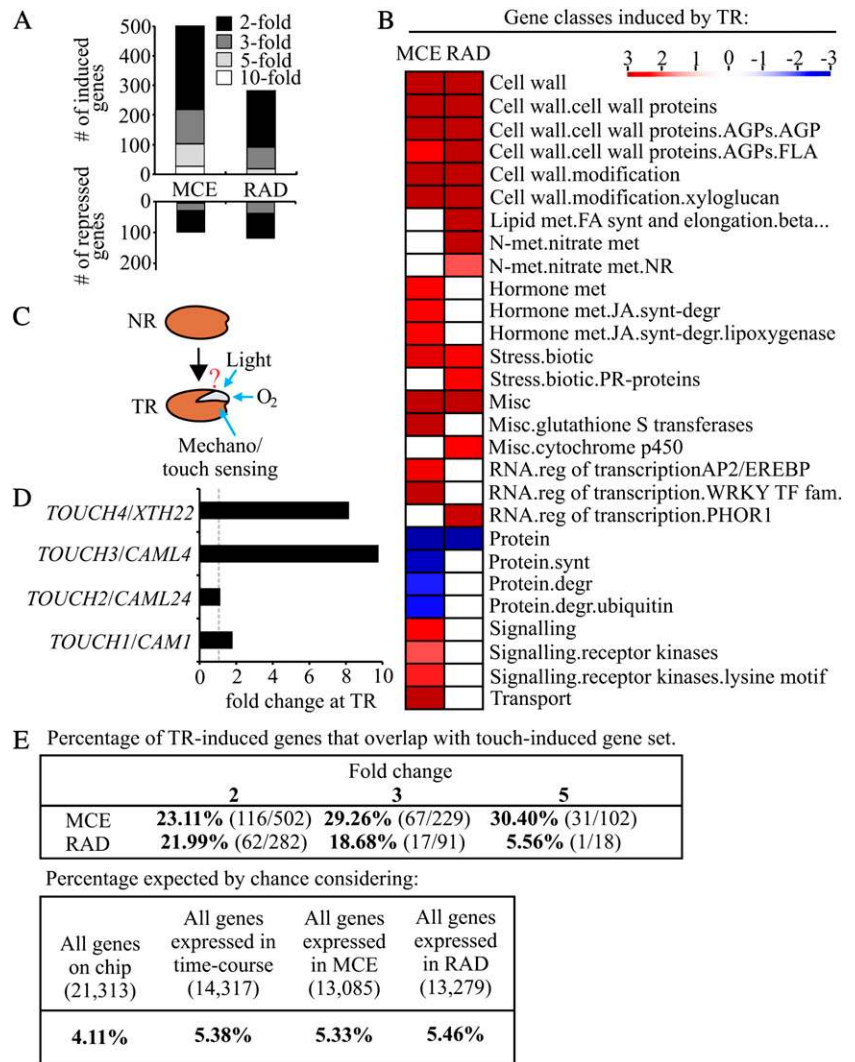 A
2-fold
3-fold
5-fold
10-fold
# of induced genes
500
400
300
200
100
0
MCE RAD
0
100
200
# of repressed genes
B
Gene classes induced by TR:
MCE RAD
3 2 1 0 -1 -2 -3
Cell wall
Cell wall.cell wall proteins
Cell wall.cell wall proteins.AGPs.AGP
Cell wall.cell wall proteins.AGPs.FLA
Cell wall.modification
Cell wall.modification.xyloglucan
Lipid met.FA synt and elongation.beta...
N-met.nitrate met
N-met.nitrate met.NR
Hormone met
Hormone met.JA.synt-degr
Hormone met.JA.synt-degr.lipoxygenase
Stress.biotic
Stress.biotic.PR-proteins
Misc
Misc.glutathione S transferases
Misc.cytochrome p450
RNA.reg of transcriptionAP2/EREBP
RNA.reg of transcription.WRKY TF fam.
RNA.reg of transcription.PHOR1
Protein
Protein.synt
Protein.degr
Protein.degr.ubiquitin
Signalling
Signalling.receptor kinases
Signalling.receptor kinases.lysine motif
Transport
C
NR
?
Light
TR
O2
Mechano/
touch sensing
D
TOUCH4/XTH22
TOUCH3/CAML4
TOUCH2/CAML24
TOUCH1/CAM1
0 2 4 6 8 10
fold change at TR
E Percentage of TR-induced genes that overlap with touch-induced gene set.
Fold change
2 3 5
MCE 23.11% (116/502) 29.26% (67/229) 30.40% (31/102)
RAD 21.99% (62/282) 18.68% (17/91) 5.56% (1/18)
Percentage expected by chance considering:
All genes on chip (21,313)
All genes expressed in time-course (14,317)
All genes expressed in MCE (13,085)
All genes expressed in RAD (13,279)
4.11% 5.38% 5.33% 5.46%